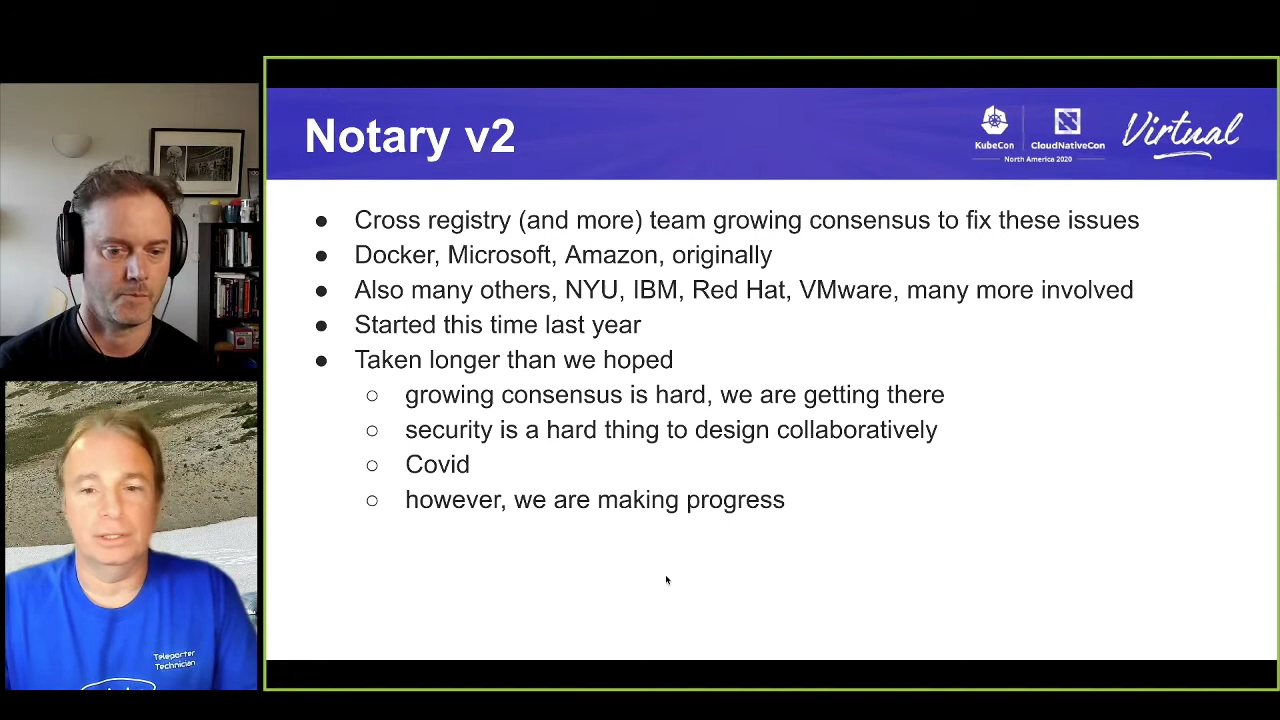 Notary v2
KubeCon
CloudNativeCon
North America 2020
Virtual
● Cross registry (and more) team growing consensus to fix these issues
● Docker, Microsoft, Amazon, originally
● Also many others, NYU, IBM, Red Hat, VMware, many more involved
● Started this time last year
● Taken longer than we hoped
○ growing consensus is hard, we are getting there
○ security is a hard thing to design collaboratively
○ Covid
○ however, we are making progress
Teleporter
Technician